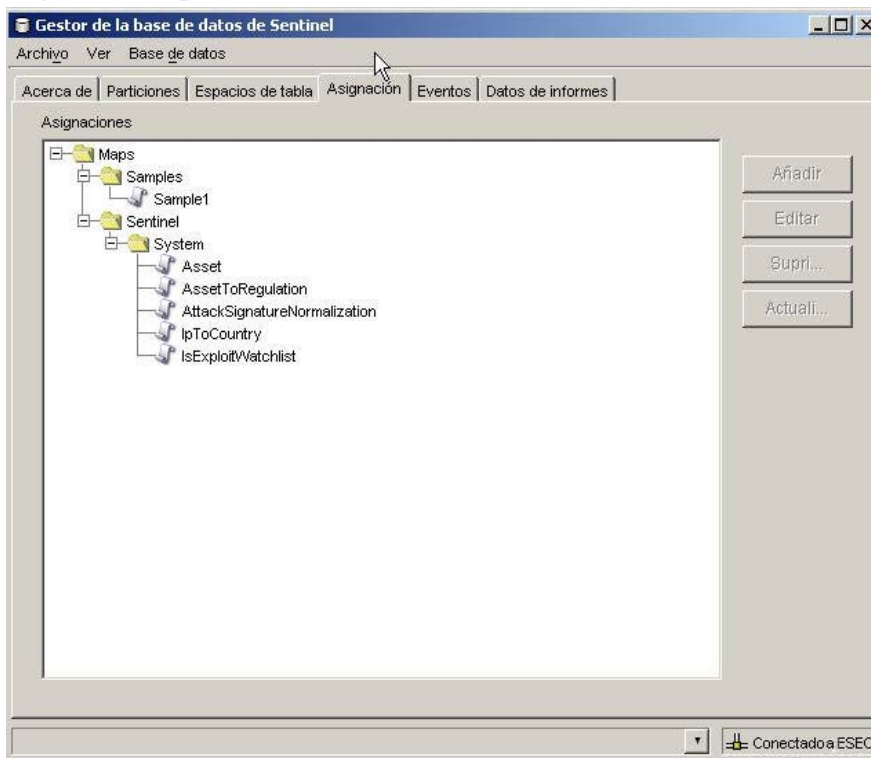 Gestor de la base de datos de Sentinel
Archivo Ver Base de datos
Acerca de Particiones Espacios de tabla Asignación Eventos Datos de informes
Asignaciones
Maps
Samples
Sample1
Sentinel
System
Asset
AssetToRegulation
AttackSignatureNormalization
IpToCountry
IsExploitWatchlist
Añadir
Editar
Supri...
Actuali...
Conectado a ESEC